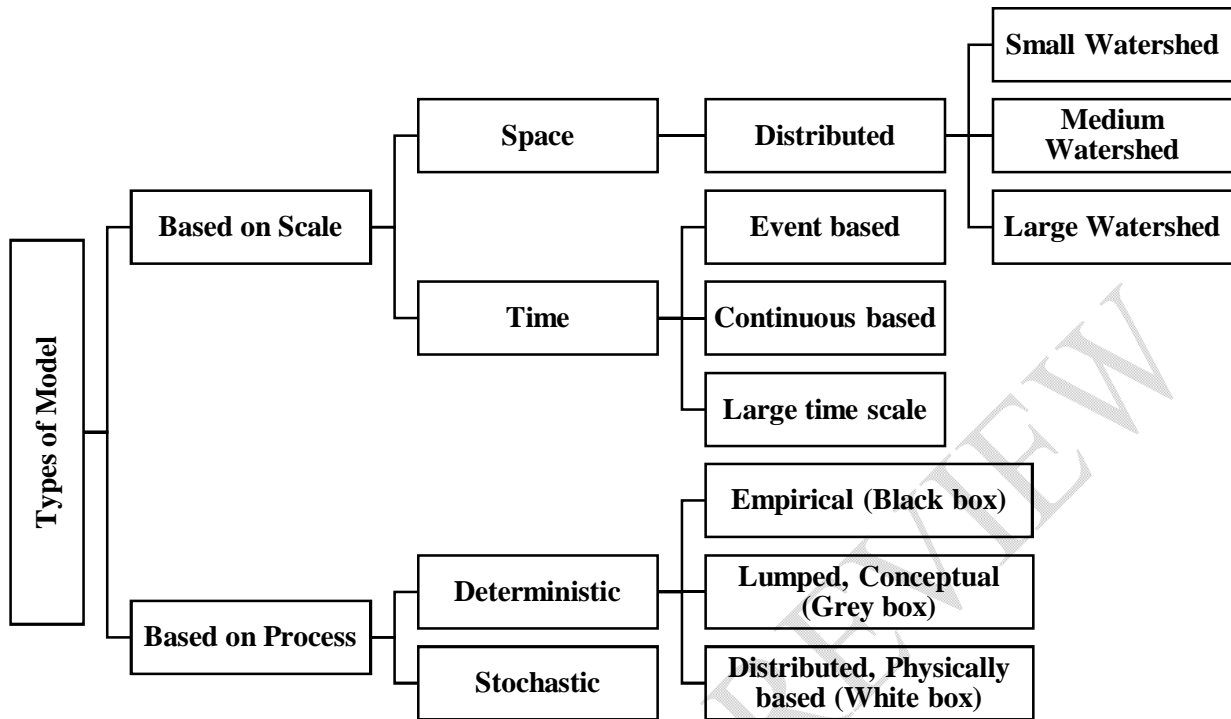 Types of Model
Based on Scale
Based on Process
Space
Time
Deterministic
Stochastic
Distributed
Event based
Continuous based
Large time scale
Empirical (Black box)
Lumped, Conceptual
(Grey box)
Distributed, Physically
based (White box)
Small Watershed
Medium
Watershed
Large Watershed
REVIEW